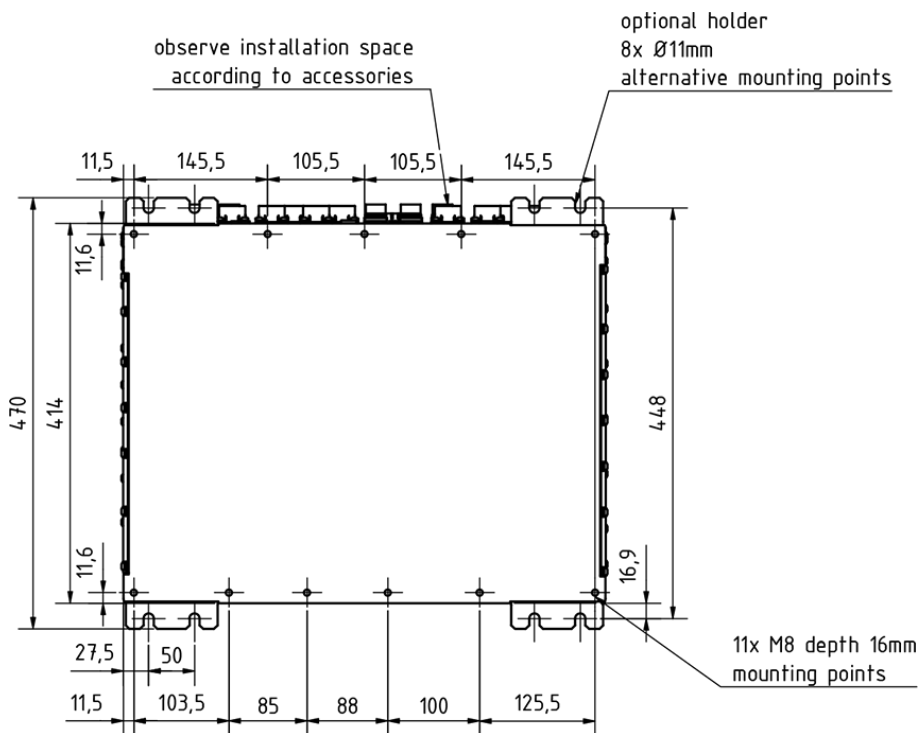 optional holder
8x Ø11mm
alternative mounting points
observe installation space
according to accessories
11,5
145,5
105,5
105,5
145,5
11,6
470
414
448
11,6
16,9
27,5
50
11x M8 depth 16mm
mounting points
11,5
103,5
85
88
100
125,5